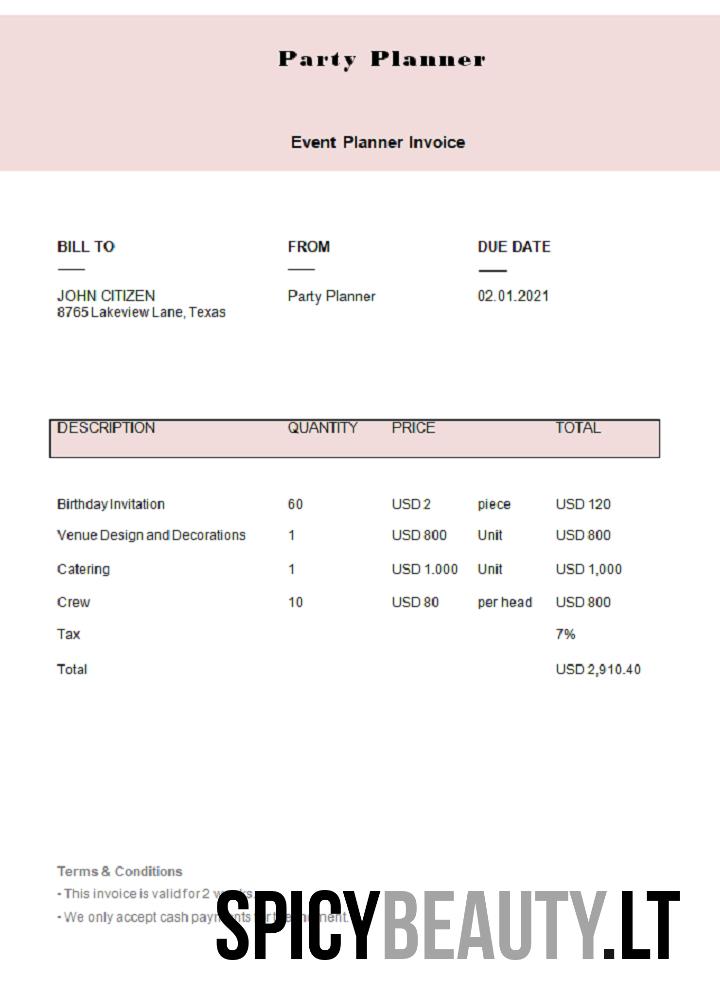 Party Planner
Event Planner Invoice
BILL TO FROM DUE DATE
JOHN CITIZEN Party Planner 02.01.2021
8765 Lakeview Lane, Texas
DESCRIPTION QUANTITY PRICE TOTAL
Birthday Invitation 60 USD 2 piece USD 120
Venue Design and Decorations 1 USD 800 Unit USD 800
Catering 1 USD 1.000 Unit USD 1,000
Crew 10 USD 80 per head USD 800
Tax 7%
Total USD 2,910.40
Terms & Conditions
- This invoice is valid for 2
- We only accept cash
SPICYBEAUTY.LT